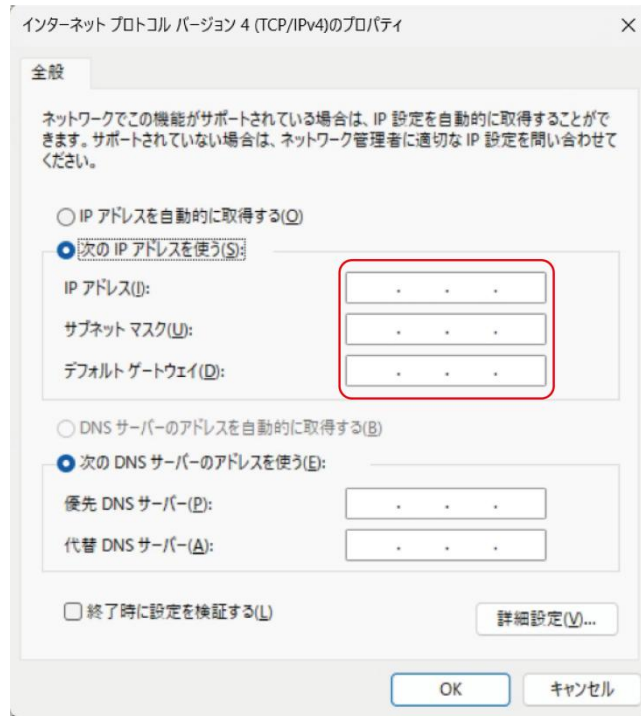 インターネット プロトコル バージョン 4 (TCP/IPv4)のプロパティ
全般
ネットワークでこの機能がサポートされている場合は、IP 設定を自動的に取得することがで
きます。サポートされていない場合は、ネットワーク管理者に適切な IP 設定を問い合わせて
ください。
IP アドレスを自動的に取得する(O)
次の IP アドレスを使う(S):
IP アドレス(I):
サブネット マスク(U):
デフォルト ゲートウェイ(D):
DNS サーバーのアドレスを自動的に取得する(B)
次の DNS サーバーのアドレスを使う(E):
優先 DNS サーバー(P):
代替 DNS サーバー(A):
終了時に設定を検証する(L)
詳細設定(V)...
OK キャンセル